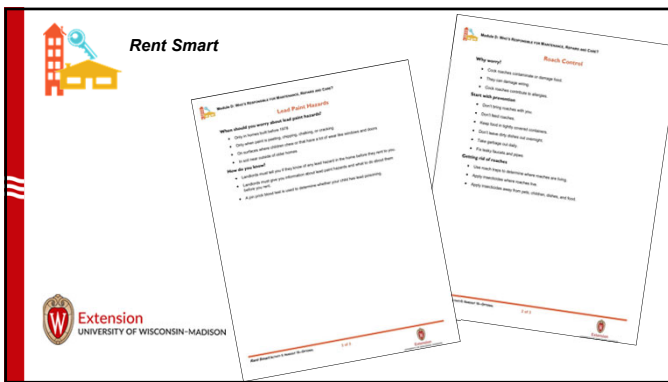 Rent Smart
MODULE D: WHO'S RESPONSIBLE FOR MAINTENANCE, REPAIRS AND CARE?
Lead Paint Hazards
When should you worry about lead paint hazards?
• Only in homes built before 1978
• Only when paint is peeling, chipping, chalking, or cracking
• On surfaces where children chew or that have a lot of wear like windows and doors
• In soil near outside of older homes
How do you know?
• Landlords must tell you if they know of any lead hazard in the home before they rent to you.
• Landlords must give you information about lead paint hazards and what to do about them
before you rent.
• A pin prick blood test is used to determine whether your child has lead poisoning
2 of 3
MODULE D: WHO'S RESPONSIBLE FOR MAINTENANCE, REPAIRS AND CARE?
Roach Control
Why worry?
• Cock roaches contaminate or damage food.
• They can damage wiring.
• Cock roaches contribute to allergies.
Start with prevention
• Don't bring roaches with you.
• Don't feed roaches.
• Keep food in tightly covered containers.
• Don't leave dirty dishes out overnight.
• Take garbage out daily.
• Fix leaky faucets and pipes.
Getting rid of roaches
• Use roach traps to determine where roaches are living.
• Apply insecticides where roaches live.
• Apply insecticides away from pets, children, dishes, and food.
Extension
Extension
UNIVERSITY OF WISCONSIN-MADISON